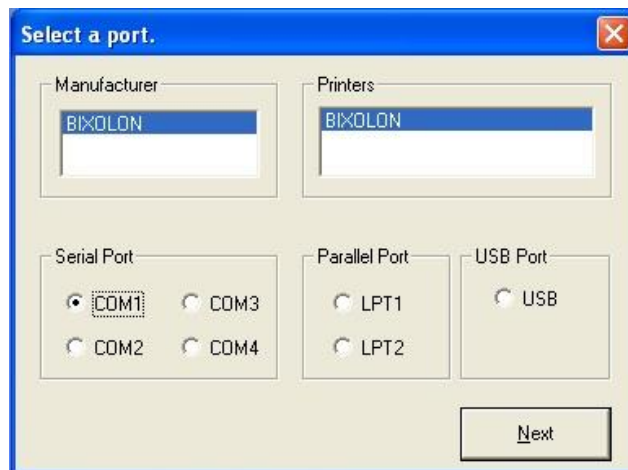 Select a port.
Manufacturer
BIXOLON
Printers
BIXOLON
Serial Port
COM1
COM3
COM2
COM4
Parallel Port
LPT1
LPT2
USB Port
USB
Next